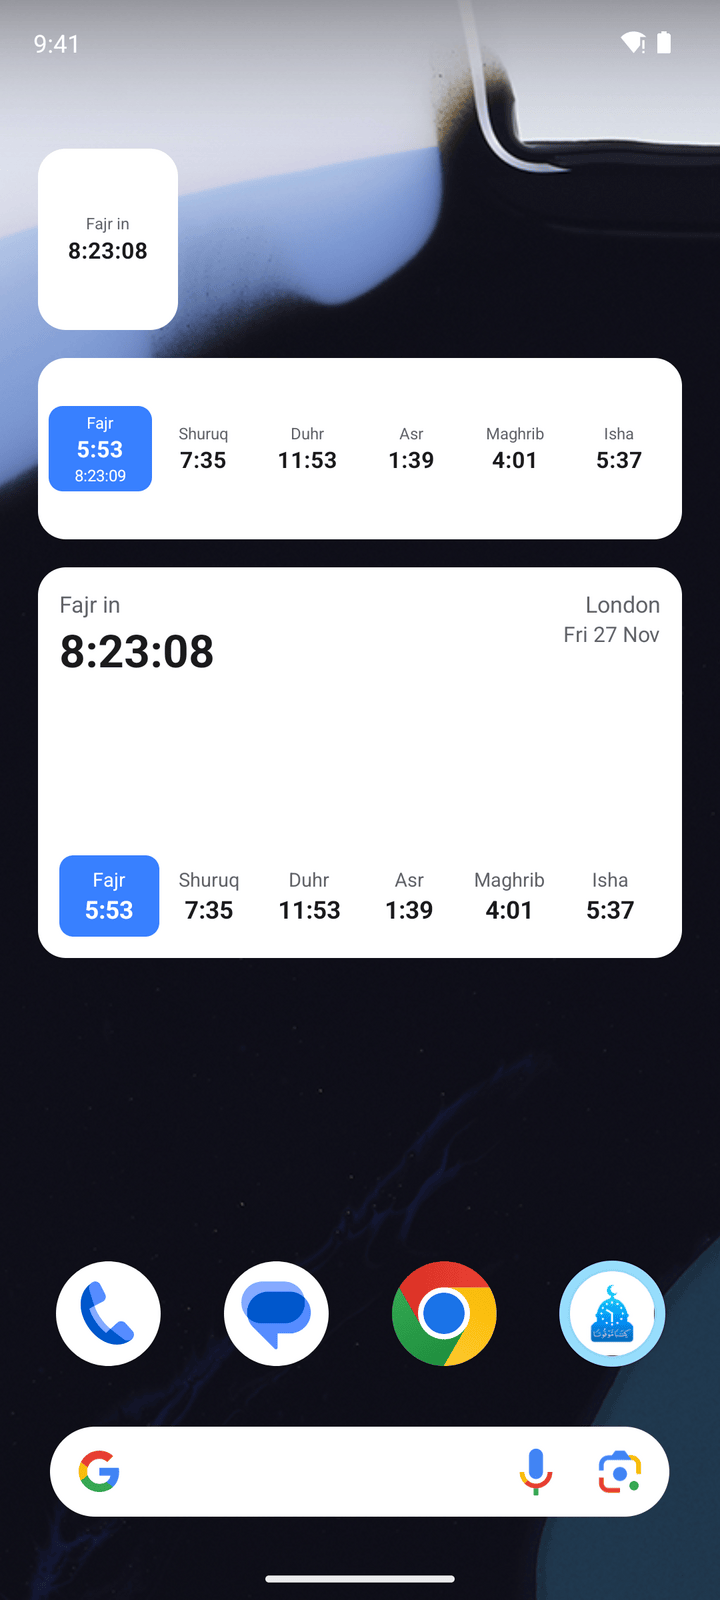 9:41
Fajr in
8:23:08
Fajr Shuruq Duhr Asr Maghrib Isha
5:53 7:35 11:53 1:39 4:01 5:37
8:23:09
Fajr in London
8:23:08 Fri 27 Nov
Fajr Shuruq Duhr Asr Maghrib Isha
5:53 7:35 11:53 1:39 4:01 5:37